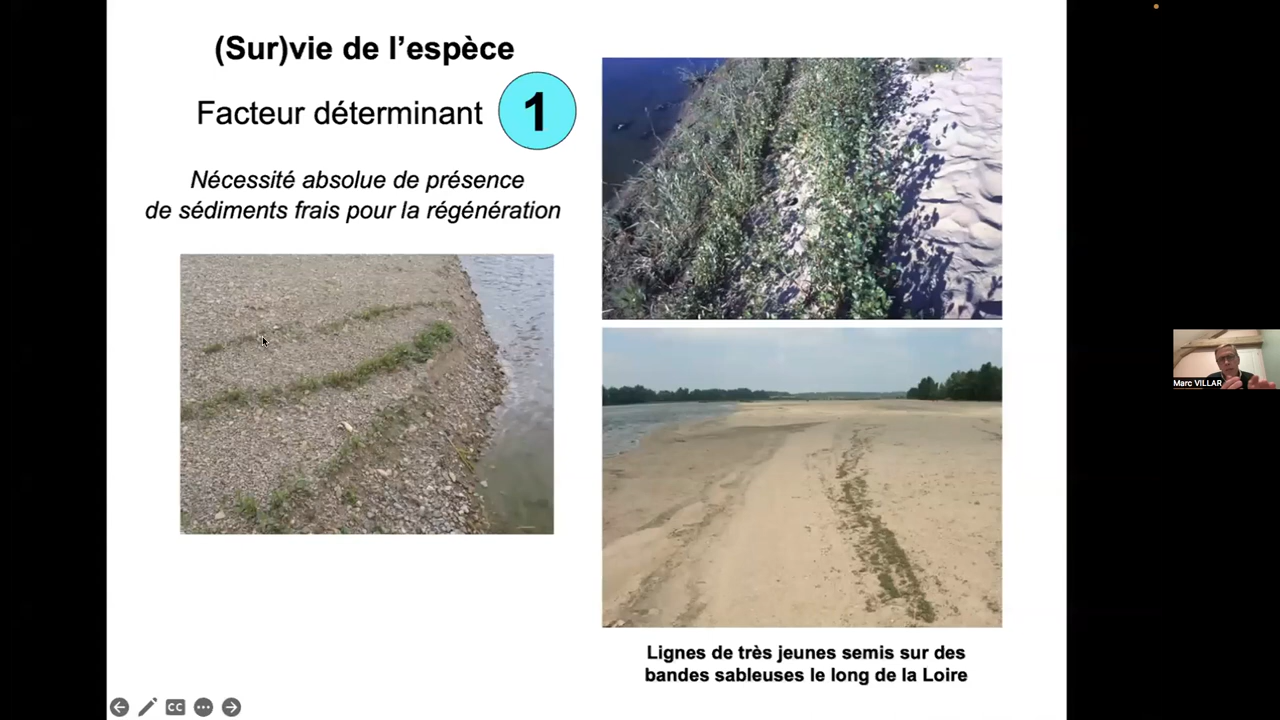 (Sur)vie de l’espèce
Facteur déterminant 1
Nécessité absolue de présence
de sédiments frais pour la régénération
Lignes de très jeunes semis sur des
bandes sableuses le long de la Loire
Marc VILLAR
CC